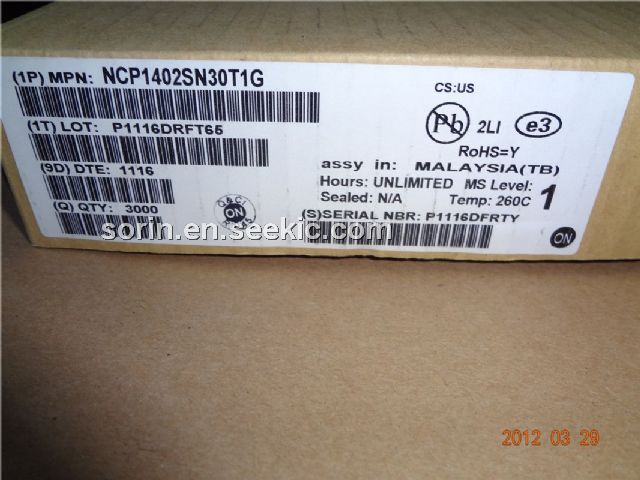 (1P) MPN: NCP1402SN30T1G
(1T) LOT: P1116DRFT65
(9D) DTE: 1116
(Q) QTY: 3000
Q&C
ON
CS:US
Pb 2LI e3
RoHS=Y
assy in: MALAYSIA(TB)
Hours: UNLIMITED MS Level: 1
Sealed: N/A Temp: 260C
(S)SERIAL NBR: P1116DFRTY
ON
sorin.en.seekic.com
2012 03 29